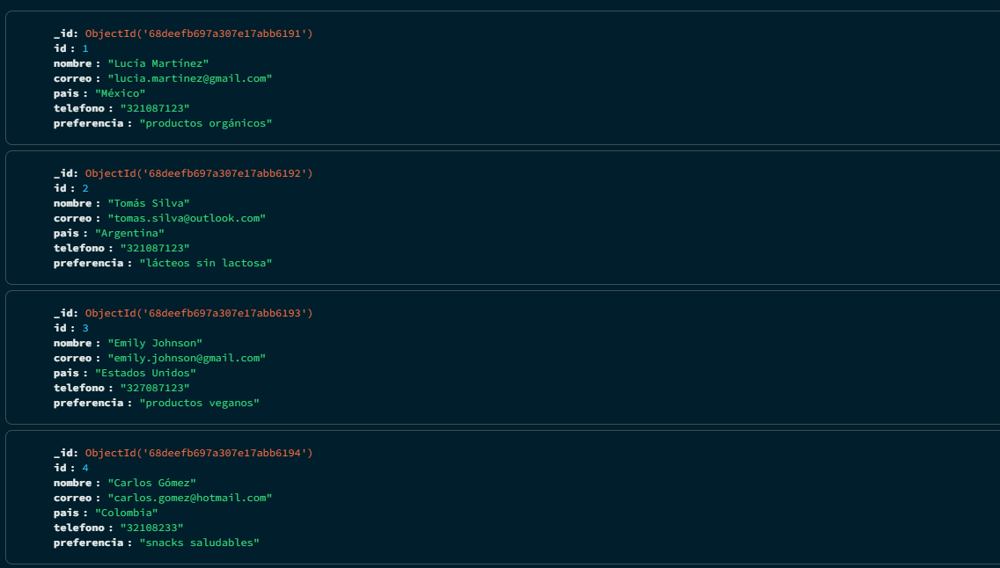 _id: ObjectId('68deefb697a307e17abb6191')
id : 1
nombre : "Lucía Martínez"
correo : "lucia.martinez@gmail.com"
pais : "México"
telefono : "321087123"
preferencia : "productos orgánicos"
_id: ObjectId('68deefb697a307e17abb6192')
id : 2
nombre : "Tomás Silva"
correo : "tomas.silva@outlook.com"
pais : "Argentina"
telefono : "321087123"
preferencia : "lácteos sin lactosa"
_id: ObjectId('68deefb697a307e17abb6193')
id : 3
nombre : "Emily Johnson"
correo : "emily.johnson@gmail.com"
pais : "Estados Unidos"
telefono : "327087123"
preferencia : "productos veganos"
_id: ObjectId('68deefb697a307e17abb6194')
id : 4
nombre : "Carlos Gómez"
correo : "carlos.gomez@hotmail.com"
pais : "Colombia"
telefono : "32108233"
preferencia : "snacks saludables"